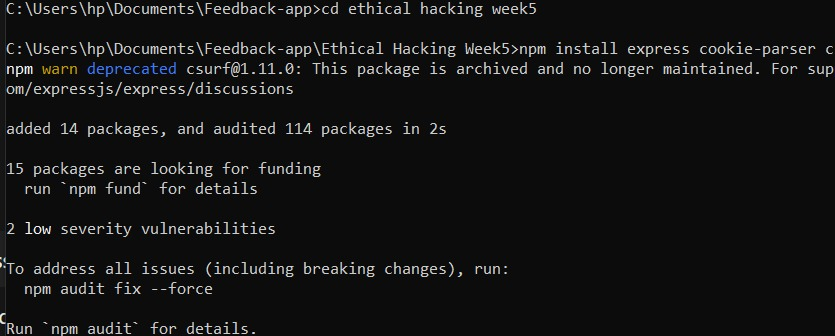 C:\Users\hp\Documents\Feedback-app>cd ethical hacking week5
C:\Users\hp\Documents\Feedback-app\Ethical Hacking Week5>npm install express cookie-parser c
npm warn deprecated csurf@1.11.0: This package is archived and no longer maintained. For sup
om/expressjs/express/discussions
added 14 packages, and audited 114 packages in 2s
15 packages are looking for funding
run `npm fund` for details
2 low severity vulnerabilities
To address all issues (including breaking changes), run:
npm audit fix --force
Run `npm audit` for details.